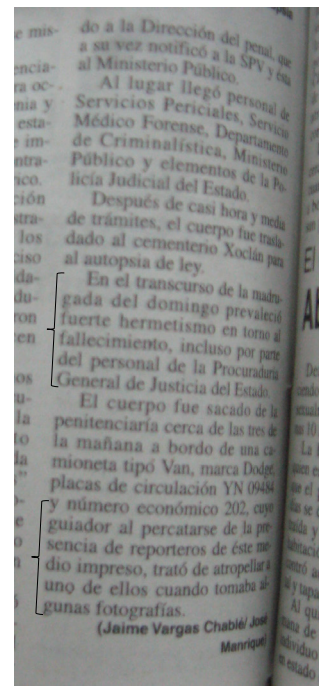 do a la Dirección del penal, que
a su vez notificó a la SPV y ésta
al Ministerio Público.
Al lugar llegó personal de
Servicios Periciales, Servicio
Médico Forense, Departamento
de Criminalística, Ministerio
Público y elementos de la Po-
licía Judicial del Estado.
Después de casi hora y media
de trámites, el cuerpo fue trasla-
dado al cementerio Xoclán para
al autopsia de ley.
En el transcurso de la madru-
gada del domingo prevaleció
fuerte hermetismo en torno al
fallecimiento, incluso por parte
del personal de la Procuraduría
General de Justicia del Estado.
El cuerpo fue sacado de la
penitenciaría cerca de las tres de
la mañana a bordo de una ca-
mioneta tipo Van, marca Dodge,
placas de circulación YN 09484
y número económico 202, cuyo
guiador al percatarse de la pre-
sencia de reporteros de éste me-
dio impreso, trató de atropellar a
uno de ellos cuando tomaba al-
gunas fotografías.
(Jaime Vargas Chablé/ José
Manrique)